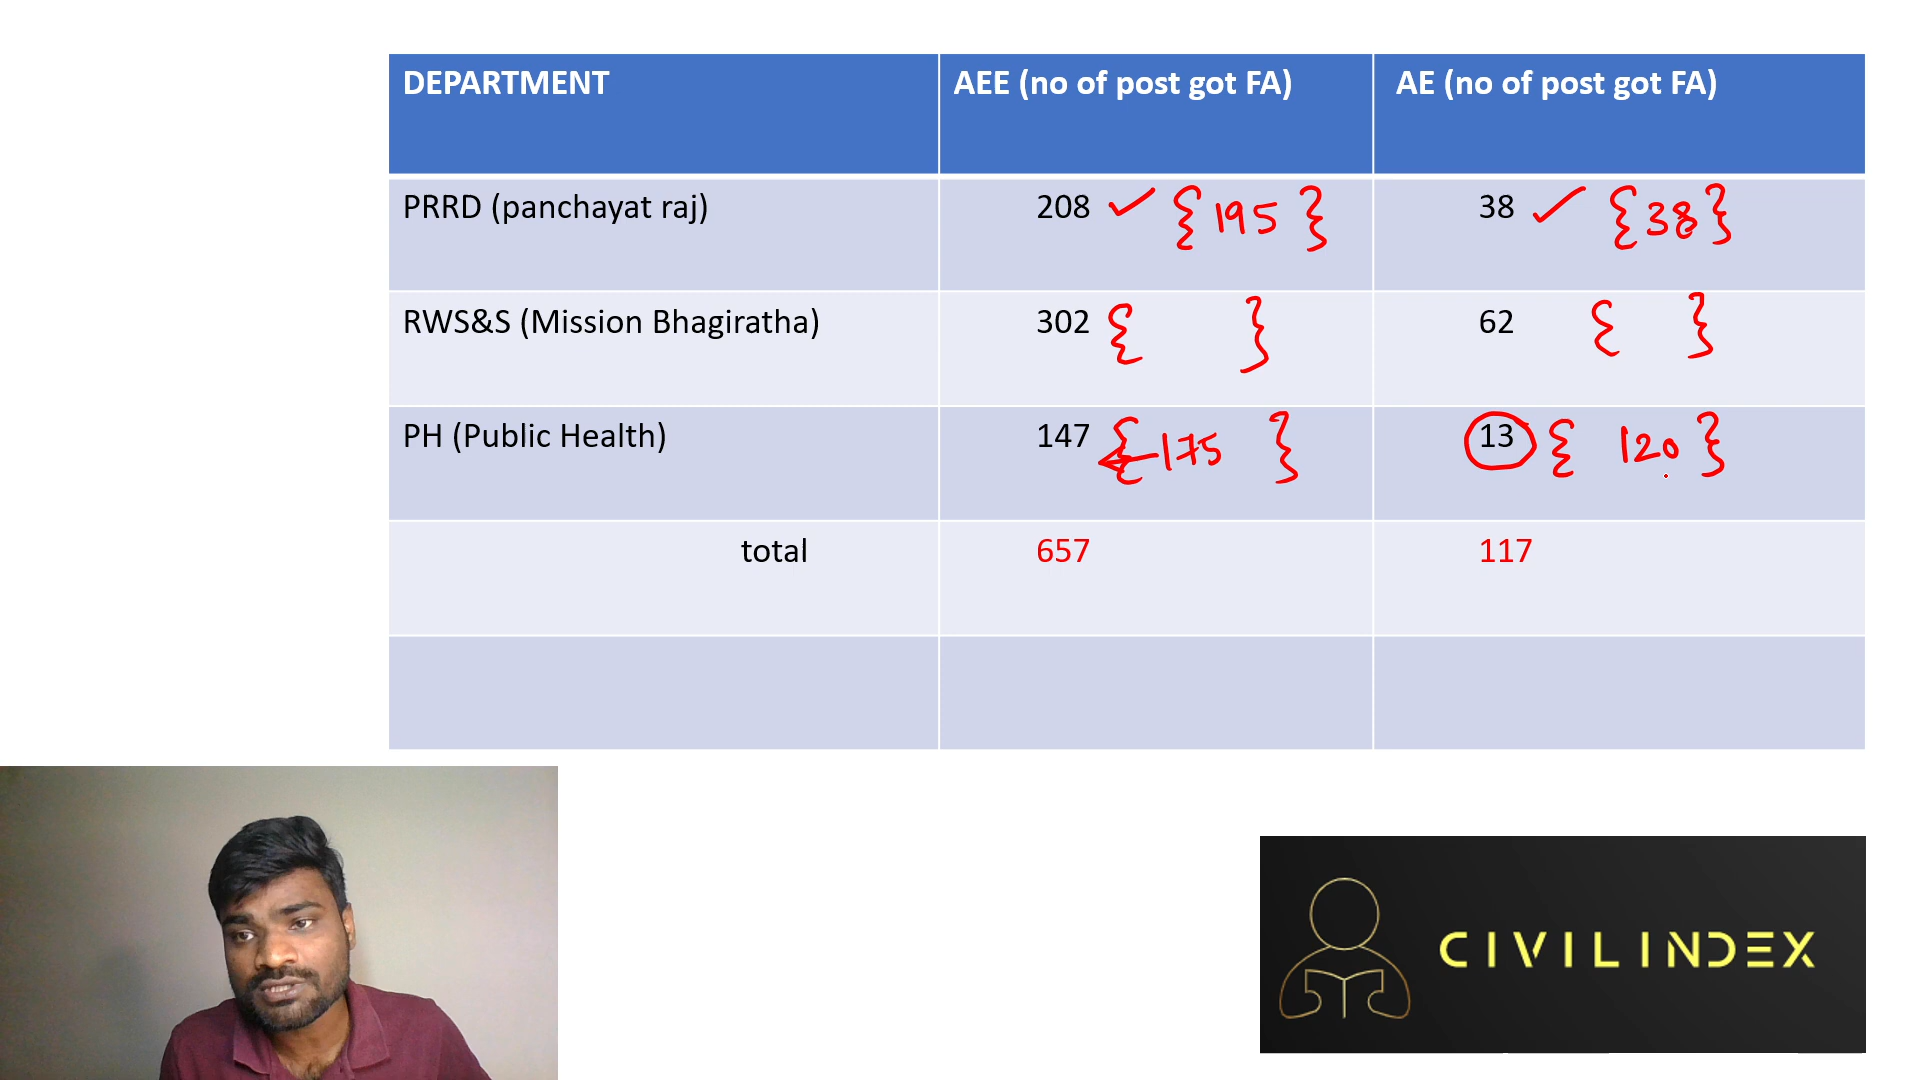 DEPARTMENT AEE (no of post got FA) AE (no of post got FA)
PRRD (panchayat raj) 208 ✓ { 195 } 38 ✓ { 38 }
RWS&S (Mission Bhagiratha) 302 { } 62 { }
PH (Public Health) 147 { 175 } 13 { 120 }
total 657 117
CIVILINDEX